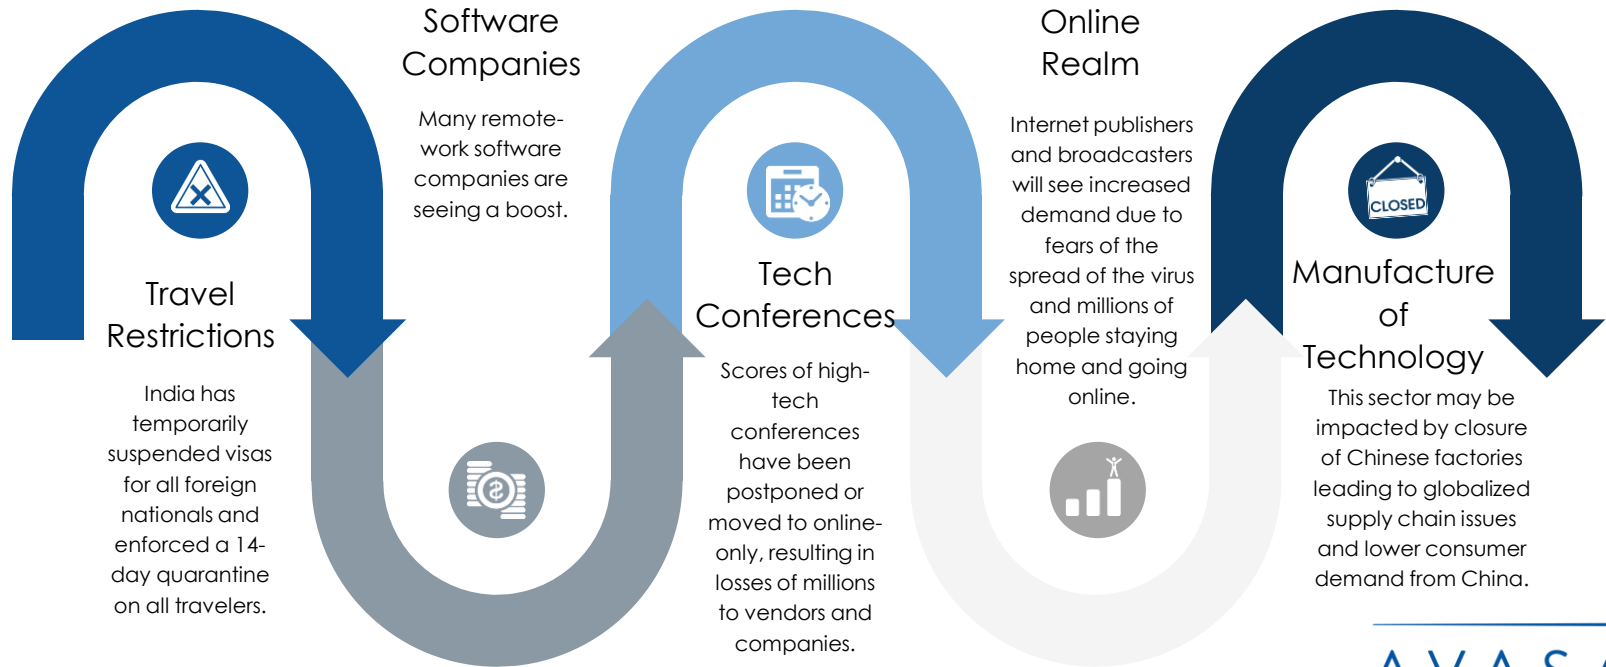 Software
Companies
Many remote-
work software
companies are
seeing a boost.
Online
Realm
Internet publishers
and broadcasters
will see increased
demand due to
fears of the
spread of the virus
and millions of
people staying
home and going
online.
Travel
Restrictions
India has
temporarily
suspended visas
for all foreign
nationals and
enforced a 14-
day quarantine
on all travelers.
Tech
Conferences
Scores of high-
tech
conferences
have been
postponed or
moved to online-
only, resulting in
losses of millions
to vendors and
companies.
CLOSED
Manufacture
of
Technology
This sector may be
impacted by closure
of Chinese factories
leading to globalized
supply chain issues
and lower consumer
demand from China.